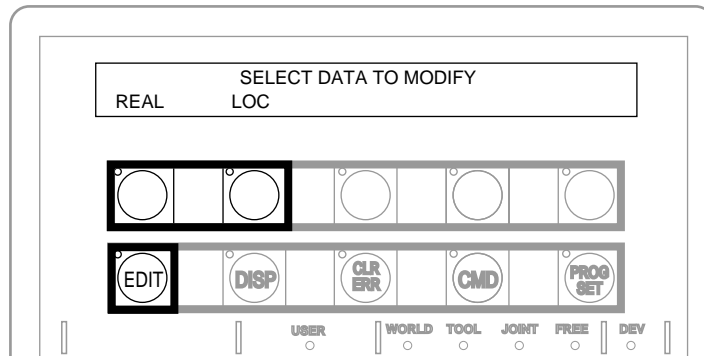 SELECT DATA TO MODIFY
REAL LOC
EDIT DISP CLR ERR CMD PROG SET
USER WORLD TOOL JOINT FREE DEV